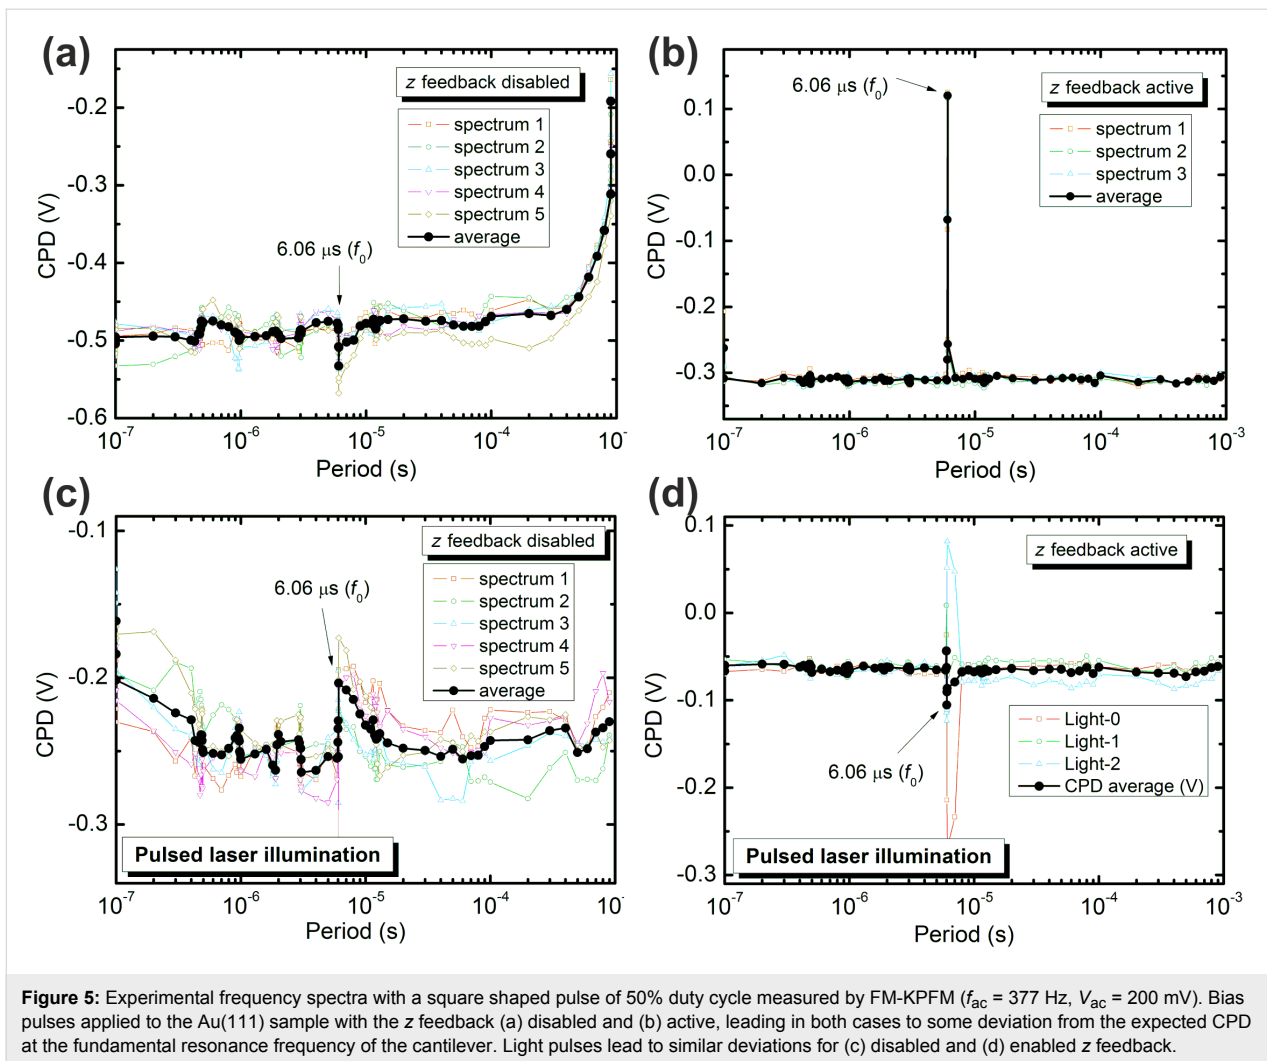 (a)
z feedback disabled
spectrum 1
spectrum 2
spectrum 3
spectrum 4
spectrum 5
average
6.06 µs (f0)
-0.2
-0.3
-0.4
-0.5
-0.6
CPD (V)
10-7
10-6
10-5
10-4
10-
Period (s)
(b)
z feedback active
6.06 µs (f0)
spectrum 1
spectrum 2
spectrum 3
average
0.1
0.0
-0.1
-0.2
-0.3
CPD (V)
10-7
10-6
10-5
10-4
10-3
Period (s)
(c)
z feedback disabled
spectrum 1
spectrum 2
spectrum 3
spectrum 4
spectrum 5
average
6.06 µs (f0)
-0.1
-0.2
-0.3
CPD (V)
Pulsed laser illumination
10-7
10-6
10-5
10-4
Period (s)
(d)
z feedback active
0.1
0.0
-0.1
-0.2
-0.3
CPD (V)
6.06 µs (f0)
Light-0
Light-1
Light-2
CPD average (V)
Pulsed laser illumination
10-7
10-6
10-5
10-4
10-3
Period (s)
Figure 5: Experimental frequency spectra with a square shaped pulse of 50% duty cycle measured by FM-KPFM (fac = 377 Hz, Vac = 200 mV). Bias
pulses applied to the Au(111) sample with the z feedback (a) disabled and (b) active, leading in both cases to some deviation from the expected CPD
at the fundamental resonance frequency of the cantilever. Light pulses lead to similar deviations for (c) disabled and (d) enabled z feedback.